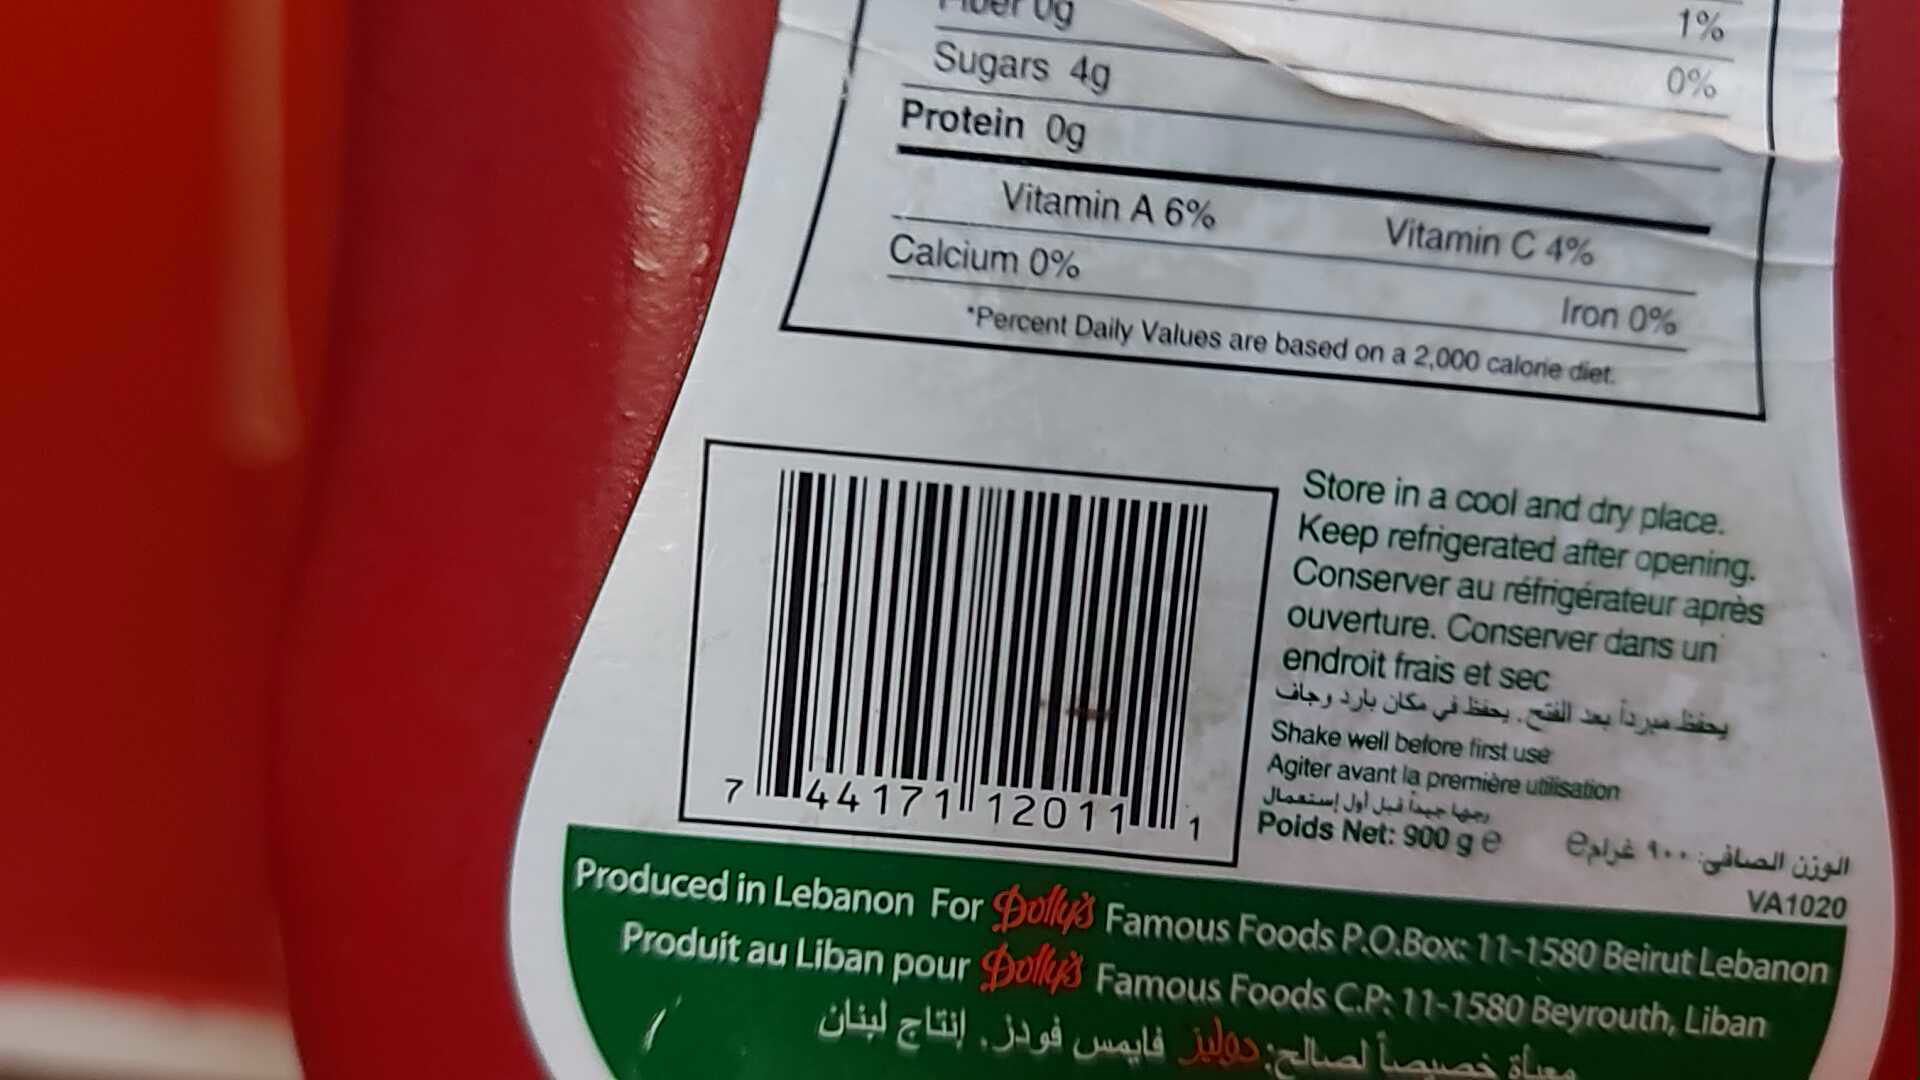 Fiber 0g
1%
Sugars 4g
0%
Protein 0g
Vitamin A 6% Vitamin C 4%
Calcium 0% Iron 0%
*Percent Daily Values are based on a 2,000 calorie diet.
Store in a cool and dry place.
Keep refrigerated after opening.
Conserver au réfrigérateur après
ouverture. Conserver dans un
endroit frais et sec
يحفظ مبرداً بعد الفتح. يحفظ في مكان بارد وجاف
Shake well before first use
Agiter avant la première utilisation
رجها جيداً قبل أول إستعمال
Poids Net: 900 g e
الوزن الصافي: ٩٠٠ غرام e
VA1020
7 44171 12011 1
Produced in Lebanon For Dolly's Famous Foods P.O.Box: 11-1580 Beirut Lebanon
Produit au Liban pour Dolly's Famous Foods C.P: 11-1580 Beyrouth, Liban
معبأة خصيصاً لصالح: دوليز فايمس فودز. إنتاج لبنان